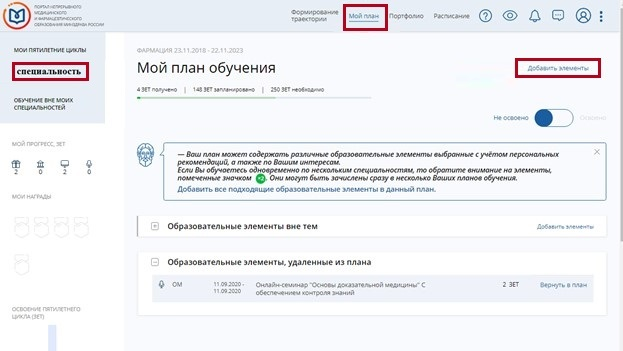 ПОРТАЛ НЕПРЕРЫВНОГО
МЕДИЦИНСКОГО
И ФАРМАЦЕВТИЧЕСКОГО
ОБРАЗОВАНИЯ МИНЗДРАВА РОССИИ
Формирование
траектории
Мой план
Портфолио
Расписание
МОИ ПЯТИЛЕТНИЕ ЦИКЛЫ
специальность
ОБУЧЕНИЕ ВНЕ МОИХ
СПЕЦИАЛЬНОСТЕЙ
МОЙ ПРОГРЕСС, ЗЕТ
2 0 2 0
МОИ НАГРАДЫ
ОСВОЕНИЕ ПЯТИЛЕТНЕГО
ЦИКЛА (ЗЕТ)
ФАРМАЦИЯ 23.11.2018 - 22.11.2023
Мой план обучения
Добавить элементы
4 ЗЕТ получено | 148 ЗЕТ запланировано | 250 ЗЕТ необходимо
Не освоено
Освоено
— Ваш план может содержать различные образовательные элементы выбранные с учётом персональных
рекомендаций, а также по Вашим интересам.
Если Вы обучаетесь одновременно по нескольким специальностям, то обратите внимание на элементы,
помеченные значком +2. Они могут быть зачислены сразу в несколько Ваших планов обучения.
Добавить все подходящие образовательные элементы в данный план.
Образовательные элементы вне тем
Добавить элементы
Образовательные элементы, удаленные из плана
ОМ
11.09.2020 -
11.09.2020
Онлайн-семинар "Основы доказательной медицины" С
обеспечением контроля знаний
2 ЗЕТ
Вернуть в план